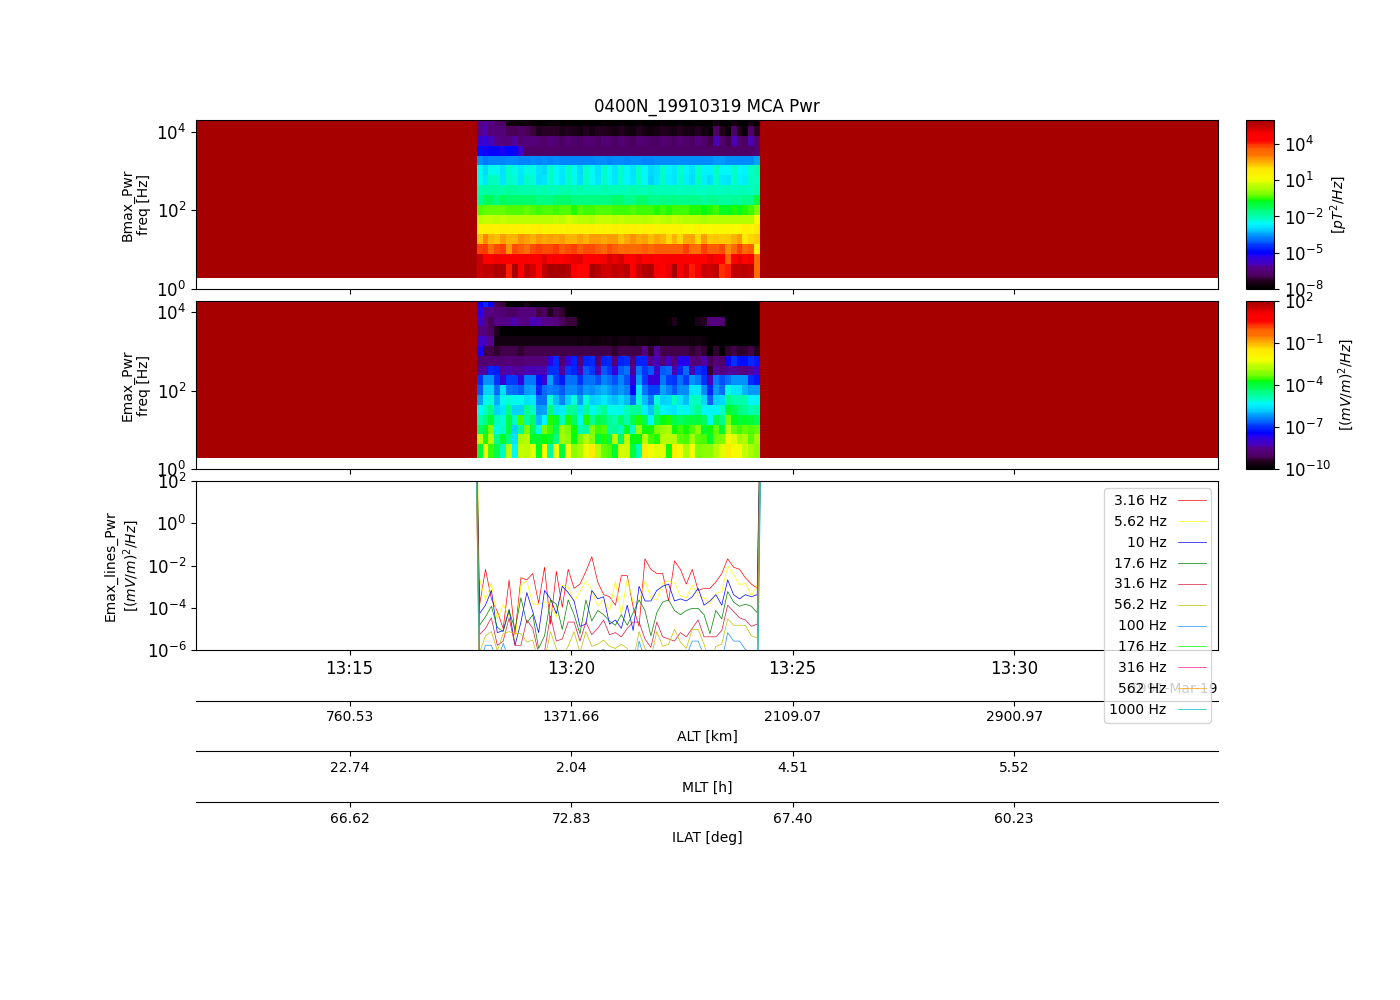 0400N_19910319 MCA Pwr
Bmax_Pwr
freq [Hz]
10^4
10^2
10^0
10^4
10^1
10^-2
10^-5
10^-8
[pT^2/Hz]
Emax_Pwr
freq [Hz]
10^4
10^2
10^0
10^2
10^-1
10^-4
10^-7
10^-10
[(mV/m)^2/Hz]
Emax_lines_Pwr
[(mV/m)^2/Hz]
10^2
10^0
10^-2
10^-4
10^-6
3.16 Hz
5.62 Hz
10 Hz
17.6 Hz
31.6 Hz
56.2 Hz
100 Hz
176 Hz
316 Hz
562 Hz
1000 Hz
13:15 13:20 13:25 13:30
-Mar 19
760.53 1371.66 2109.07 2900.97
ALT [km]
22.74 2.04 4.51 5.52
MLT [h]
66.62 72.83 67.40 60.23
ILAT [deg]